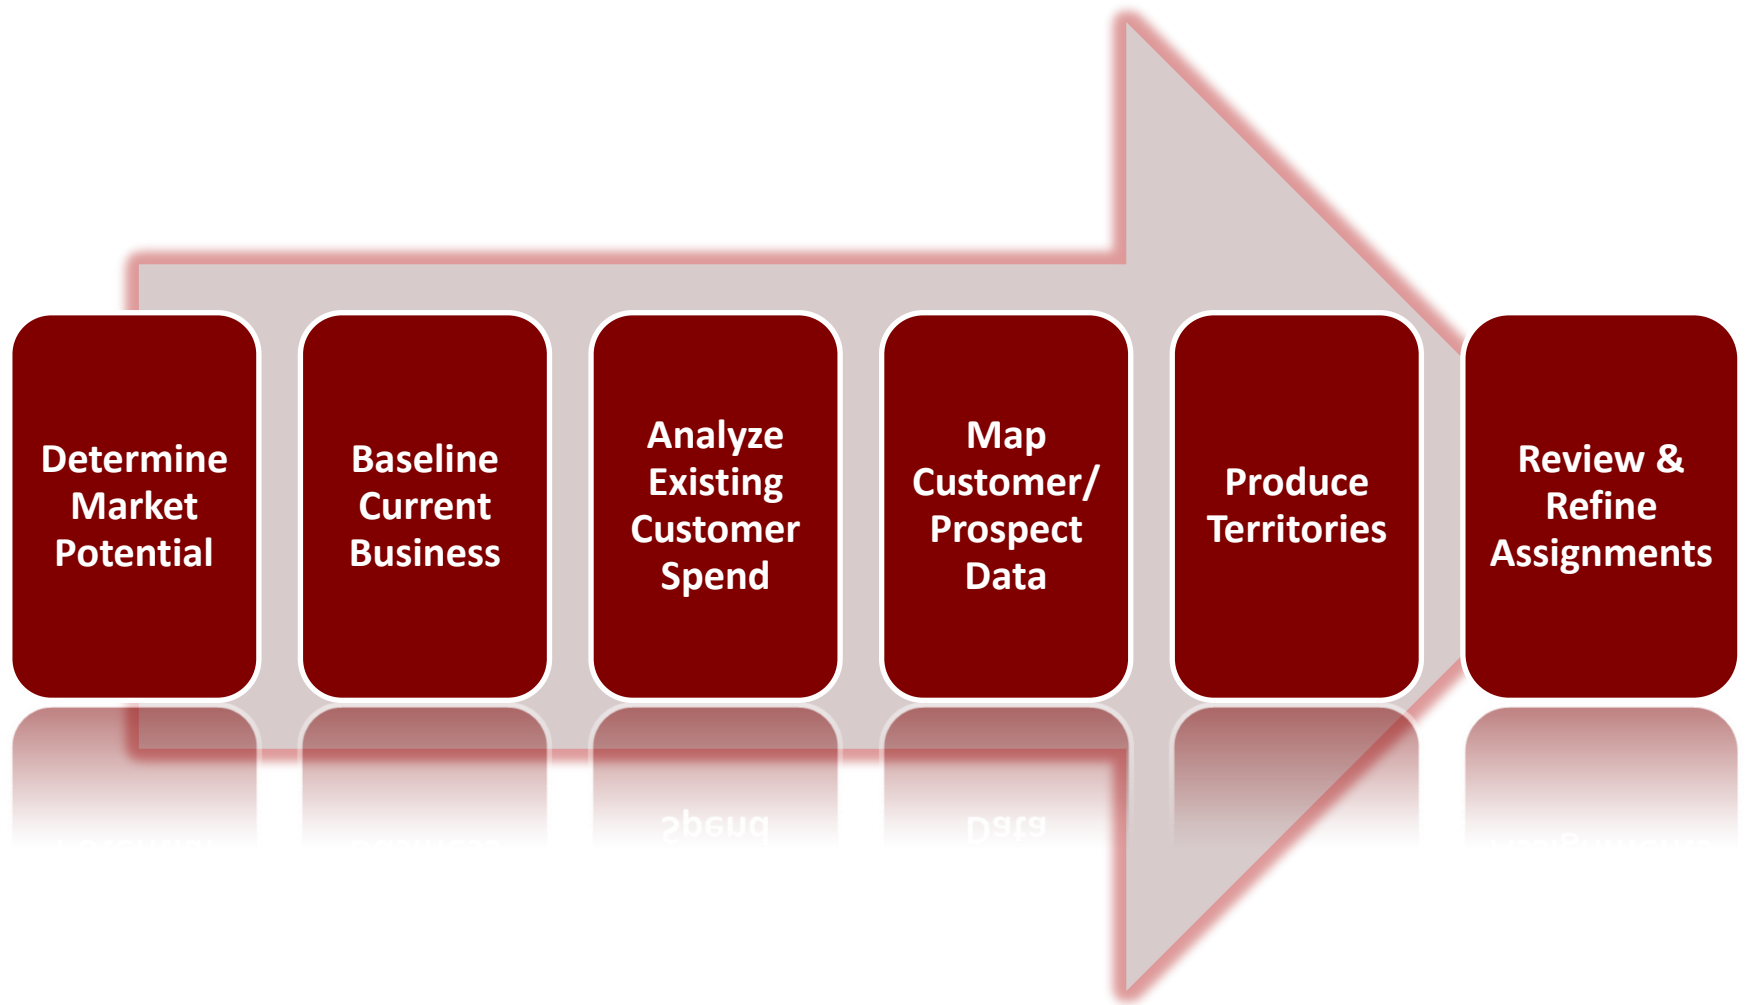 Determine
Market
Potential
Baseline
Current
Business
Analyze
Existing
Customer
Spend
Map
Customer/
Prospect
Data
Produce
Territories
Review &
Refine
Assignments